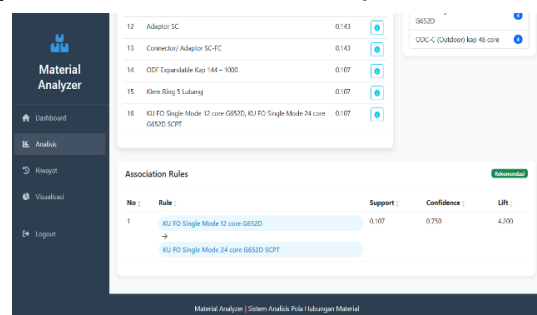 Material
Analyzer
Dashboard
Analisis
Riwayat
Visualisasi
Logout
12 Adaptor SC 0.143
13 Connector/ Adaptor SC-FC 0.143
14 ODF Expandable Kap 144 – 1000 0.107
15 Klem Ring 5 Lubang 0.107
16 KU FO Single Mode 12 core G652D, KU FO Single Mode 24 core 0.107
G652D SCPT
G652D
ODC-C (Outdoor) kap 48 core
Association Rules Rekomendasi
No Rule Support Confidence Lift
1 KU FO Single Mode 12 core G652D 0.107 0.750 4.200
→
KU FO Single Mode 24 core G652D SCPT
Material Analyzer | Sistem Analisis Pola Hubungan Material